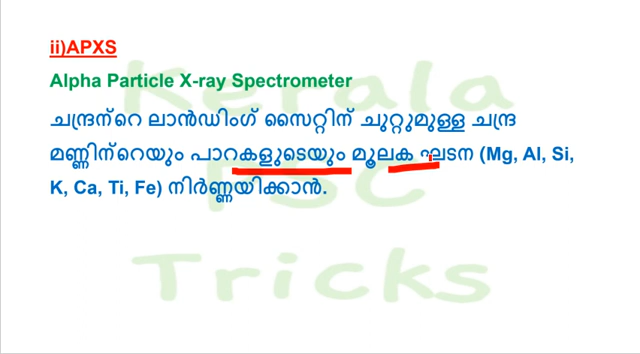 ii)APXS
Alpha Particle X-ray Spectrometer
ചന്ദ്രന്റെ ലാൻഡിംഗ് സൈറ്റിന് ചുറ്റുമുള്ള ചന്ദ്ര
മണ്ണിന്റെയും പാറകളുടെയും മൂലക ഘടന (Mg, Al, Si,
K, Ca, Ti, Fe) നിർണ്ണയിക്കാൻ.
Kerala
PSC
Tricks